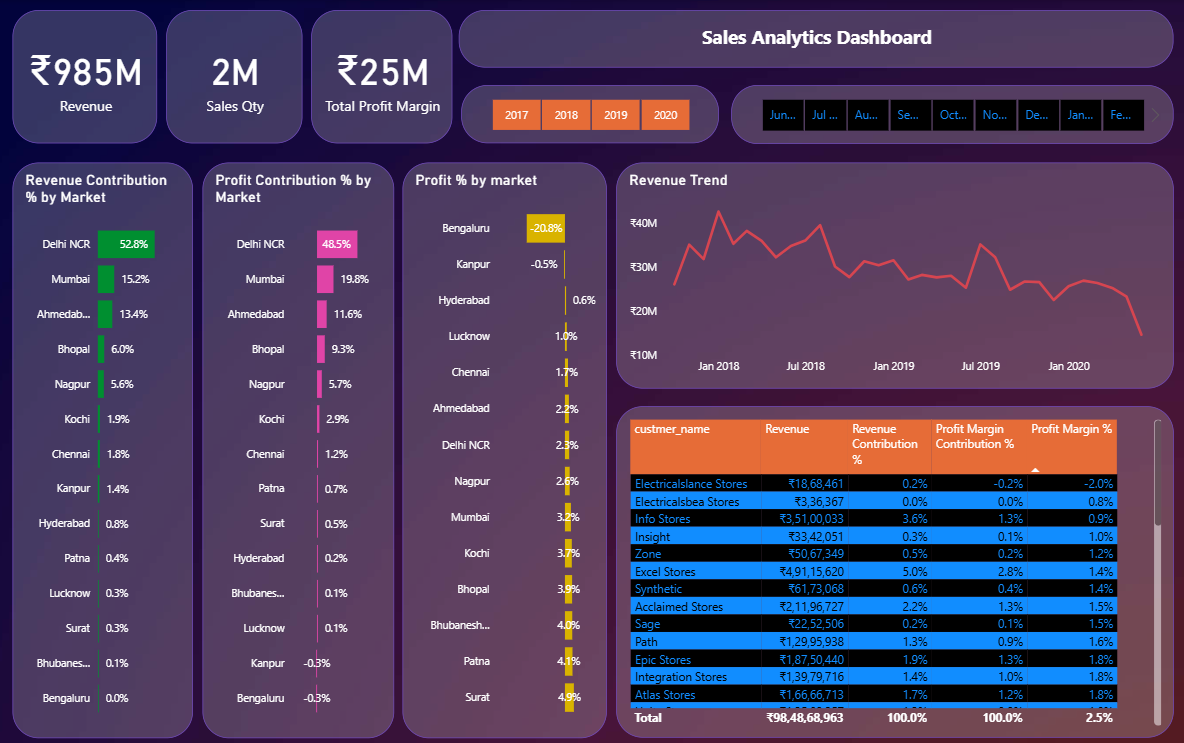 ₹985M
Revenue
2M
Sales Qty
₹25M
Total Profit Margin
Sales Analytics Dashboard
2017 2018 2019 2020
Jun... Jul ... Au... Se... Oct... No... De... Jan... Fe...
Revenue Contribution
% by Market
Delhi NCR 52.8%
Mumbai 15.2%
Ahmedab... 13.4%
Bhopal 6.0%
Nagpur 5.6%
Kochi 1.9%
Chennai 1.8%
Kanpur 1.4%
Hyderabad 0.8%
Patna 0.4%
Lucknow 0.3%
Surat 0.3%
Bhubanes... 0.1%
Bengaluru 0.0%
Profit Contribution % by
Market
Delhi NCR 48.5%
Mumbai 19.8%
Ahmedabad 11.6%
Bhopal 9.3%
Nagpur 5.7%
Kochi 2.9%
Chennai 1.2%
Patna 0.7%
Surat 0.5%
Hyderabad 0.2%
Bhubanes... 0.1%
Lucknow 0.1%
Kanpur -0.3%
Bengaluru -0.3%
Profit % by market
Bengaluru -20.8%
Kanpur -0.5%
Hyderabad 0.6%
Lucknow 1.0%
Chennai 1.7%
Ahmedabad 2.2%
Delhi NCR 2.3%
Nagpur 2.6%
Mumbai 3.2%
Kochi 3.7%
Bhopal 3.9%
Bhubanesh... 4.0%
Patna 4.1%
Surat 4.9%
Revenue Trend
₹40M
₹30M
₹20M
₹10M
Jan 2018 Jul 2018 Jan 2019 Jul 2019 Jan 2020
custmer_name Revenue Revenue Profit Margin Profit Margin %
Contribution Contribution %
%
Electricalslance Stores ₹18,68,461 0.2% -0.2% -2.0%
Electricalsbea Stores ₹3,36,367 0.0% 0.0% 0.8%
Info Stores ₹3,51,00,033 3.6% 1.3% 0.9%
Insight ₹33,42,051 0.3% 0.1% 1.0%
Zone ₹50,67,349 0.5% 0.2% 1.2%
Excel Stores ₹4,91,15,620 5.0% 2.8% 1.4%
Synthetic ₹61,73,068 0.6% 0.4% 1.4%
Acclaimed Stores ₹2,11,96,727 2.2% 1.3% 1.5%
Sage ₹22,52,506 0.2% 0.1% 1.5%
Path ₹1,29,95,938 1.3% 0.9% 1.6%
Epic Stores ₹1,87,50,440 1.9% 1.3% 1.8%
Integration Stores ₹1,39,79,716 1.4% 1.0% 1.8%
Atlas Stores ₹1,66,66,713 1.7% 1.2% 1.8%
Total ₹98,48,68,963 100.0% 100.0% 2.5%